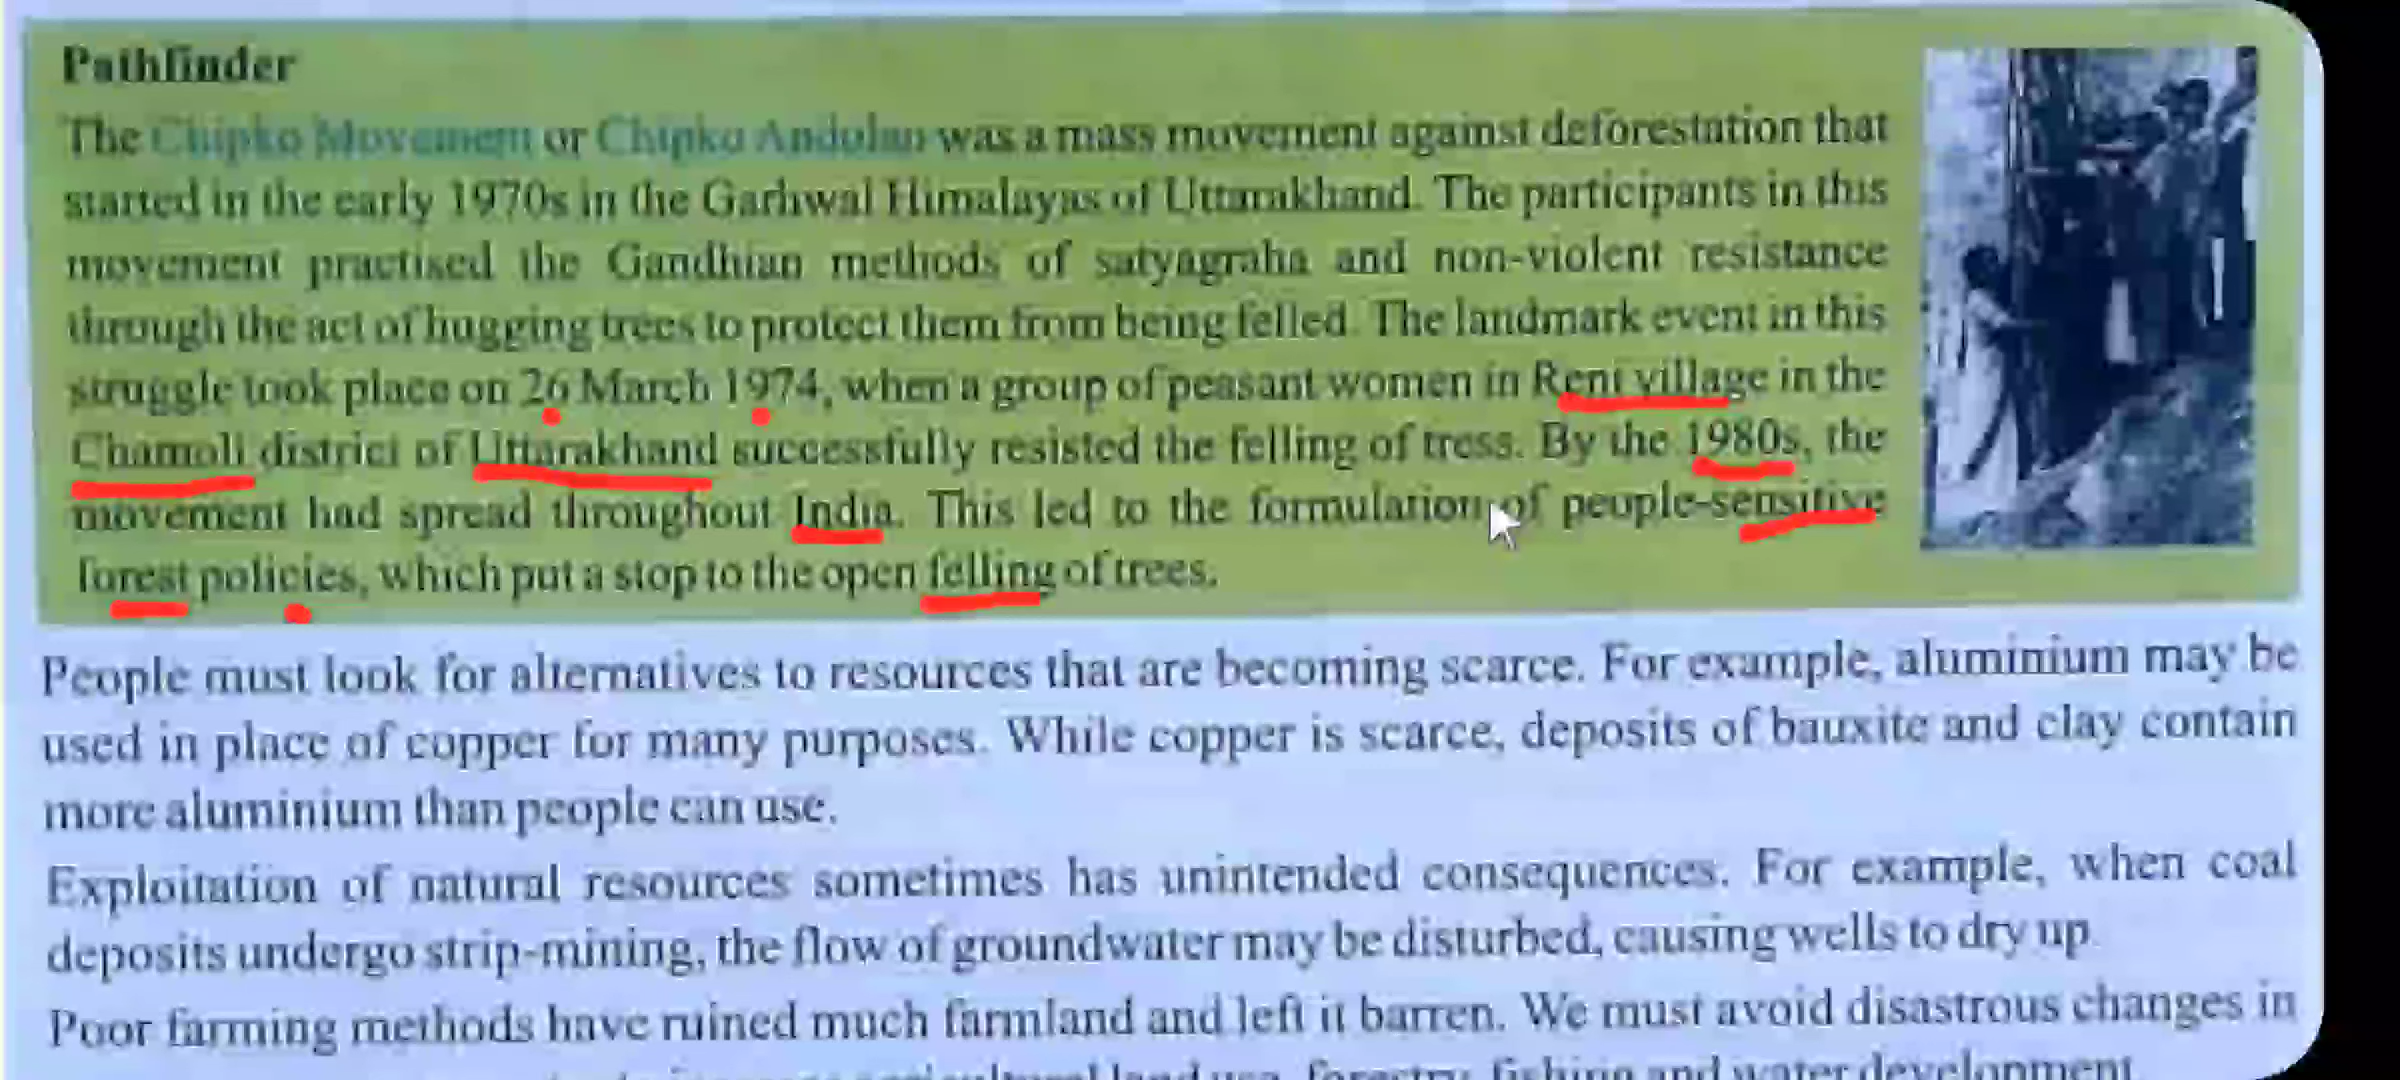 Pathfinder
The Chipko Movement or Chipko Andolan was a mass movement against deforestation that
started in the early 1970s in the Garhwal Himalayas of Uttarakhand. The participants in this
movement practised the Gandhian methods of satyagraha and non-violent resistance
through the act of hugging trees to protect them from being felled. The landmark event in this
struggle took place on 26 March 1974, when a group of peasant women in Reni village in the
Chamoli district of Uttarakhand successfully resisted the felling of tress. By the 1980s, the
movement had spread throughout India. This led to the formulation of people-sensitive
forest policies, which put a stop to the open felling of trees.
People must look for alternatives to resources that are becoming scarce. For example, aluminium may be
used in place of copper for many purposes. While copper is scarce, deposits of bauxite and clay contain
more aluminium than people can use.
Exploitation of natural resources sometimes has unintended consequences. For example, when coal
deposits undergo strip-mining, the flow of groundwater may be disturbed, causing wells to dry up.
Poor farming methods have ruined much farmland and left it barren. We must avoid disastrous changes in
agricultural land use, forestry, fishing and water development.